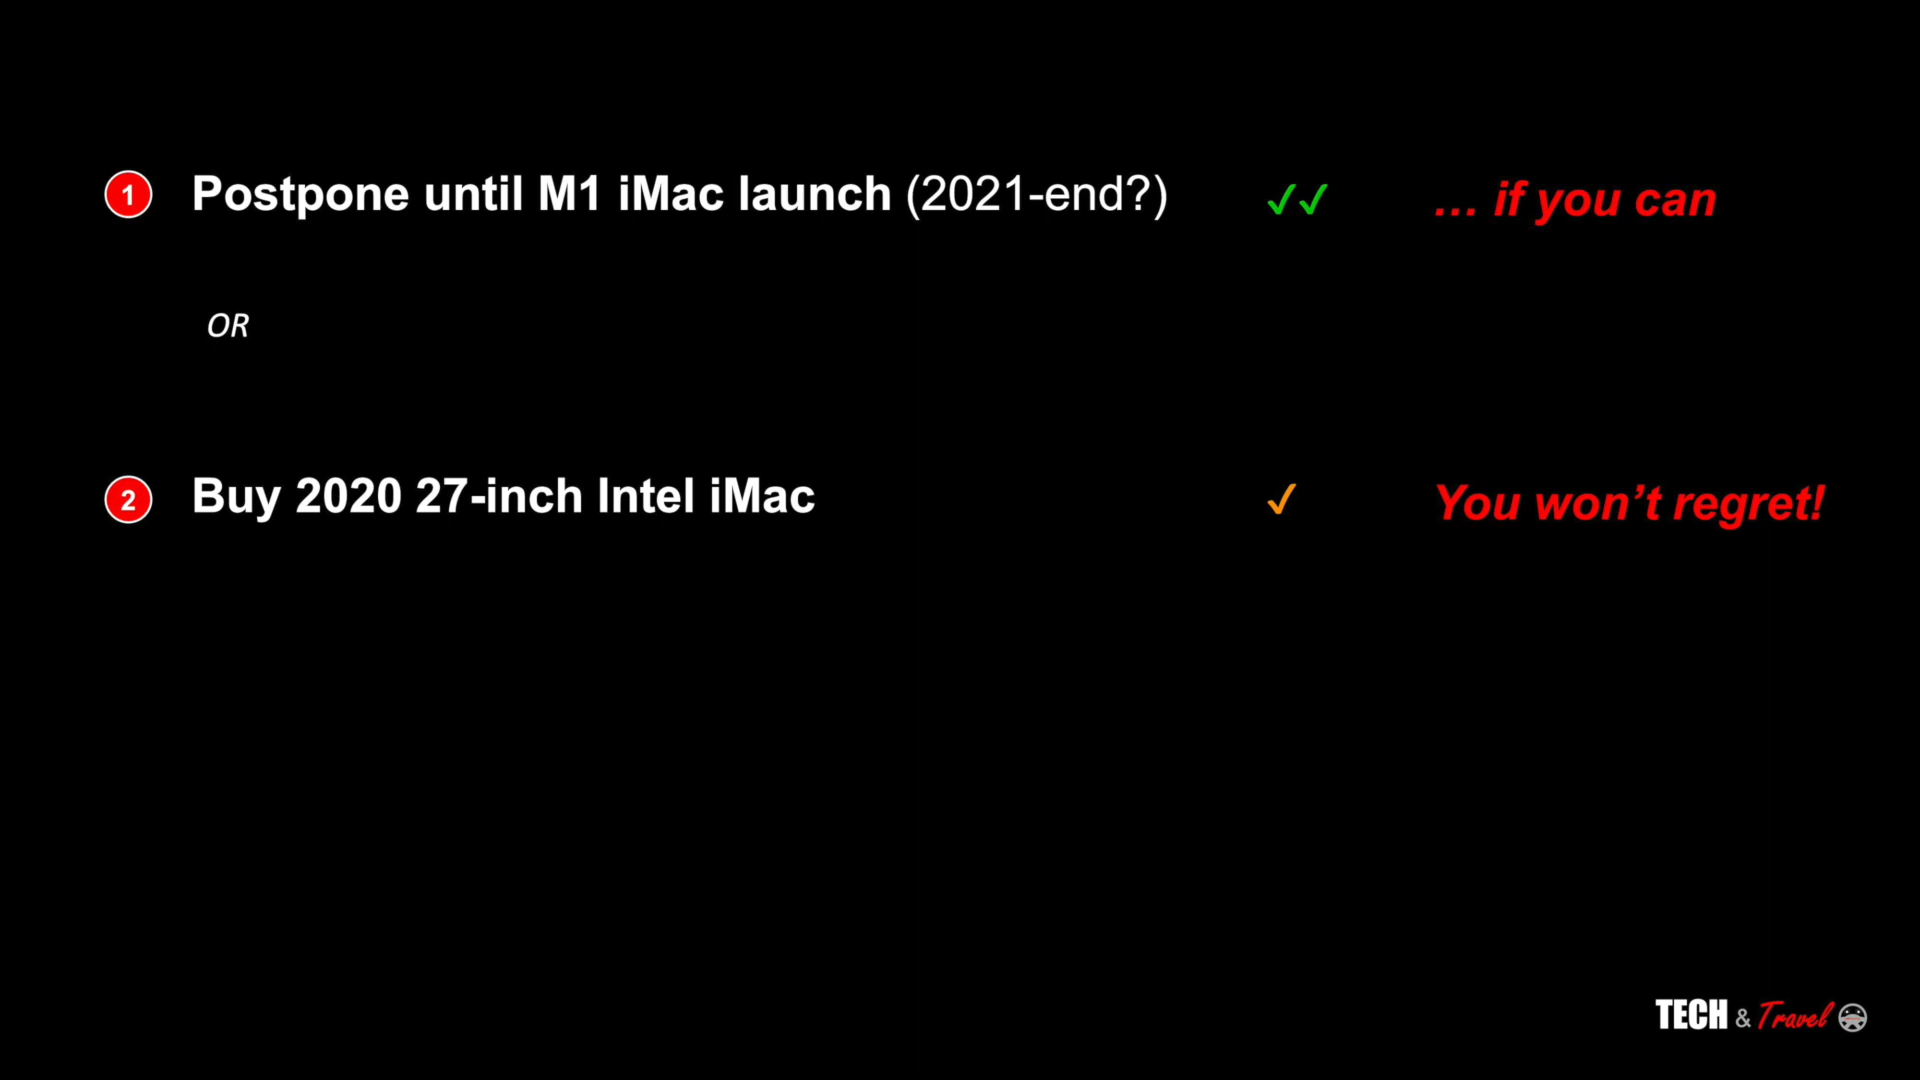 1 Postpone until M1 iMac launch (2021-end?) ✓✓ ... if you can
OR
2 Buy 2020 27-inch Intel iMac ✓ You won’t regret!
TECH & Travel